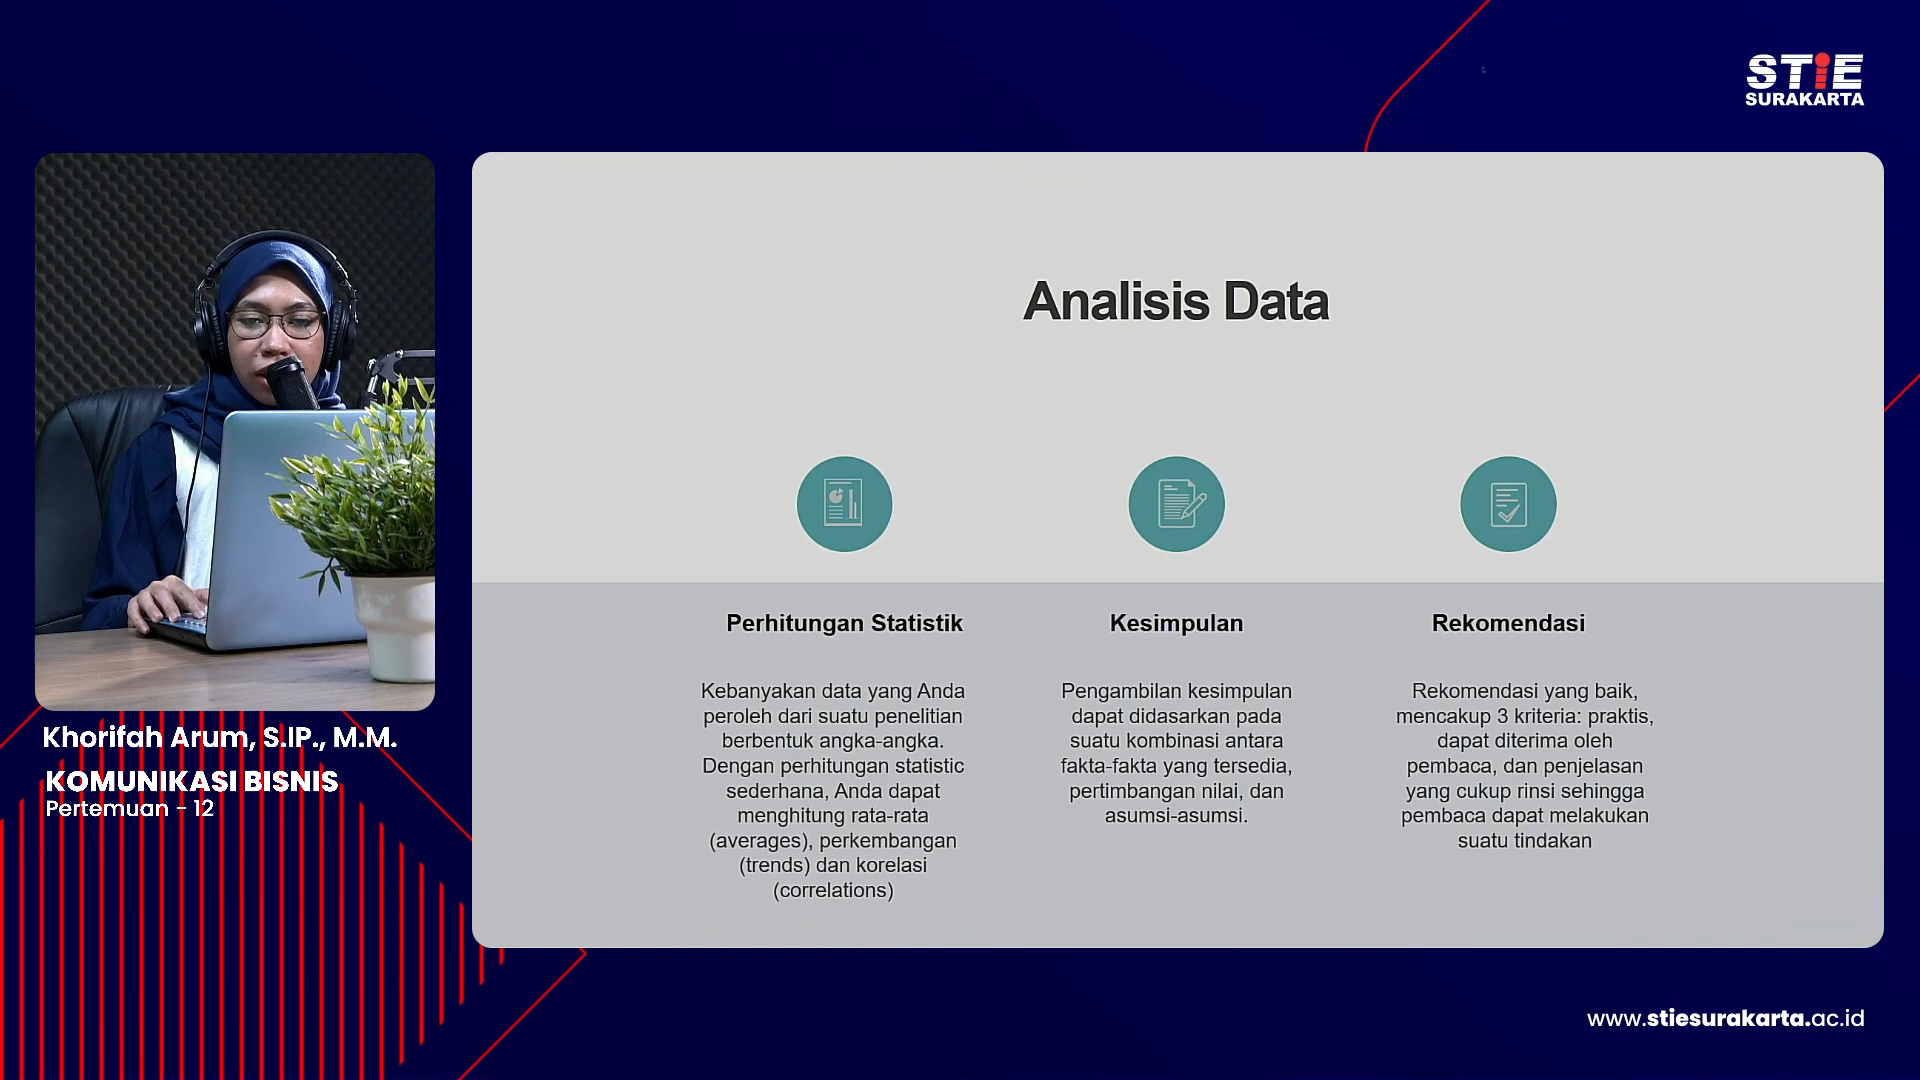 STiE
SURAKARTA
Khorifah Arum, S.IP., M.M.
KOMUNIKASI BISNIS
Pertemuan - 12
Analisis Data
Perhitungan Statistik
Kebanyakan data yang Anda
peroleh dari suatu penelitian
berbentuk angka-angka.
Dengan perhitungan statistic
sederhana, Anda dapat
menghitung rata-rata
(averages), perkembangan
(trends) dan korelasi
(correlations)
Kesimpulan
Pengambilan kesimpulan
dapat didasarkan pada
suatu kombinasi antara
fakta-fakta yang tersedia,
pertimbangan nilai, dan
asumsi-asumsi.
Rekomendasi
Rekomendasi yang baik,
mencakup 3 kriteria: praktis,
dapat diterima oleh
pembaca, dan penjelasan
yang cukup rinsi sehingga
pembaca dapat melakukan
suatu tindakan
www.stiesurakarta.ac.id